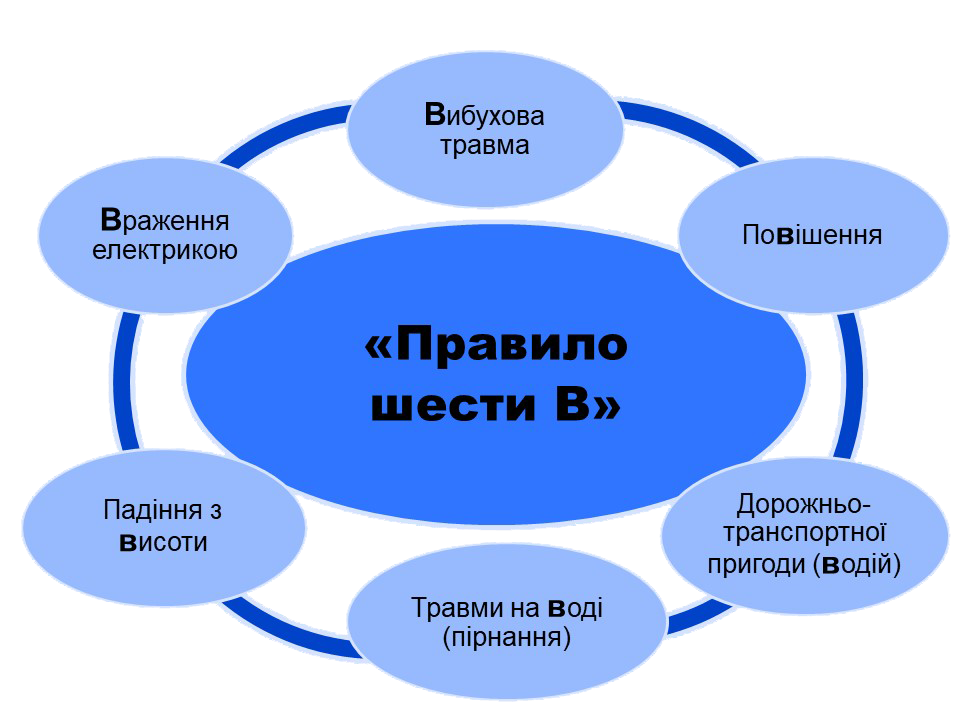 Вибухова
травма
Враження
електрикою
Повішення
«Правило
шести В»
Падіння з
висоти
Дорожньо-
транспортної
пригоди (водій)
Травми на воді
(пірнання)